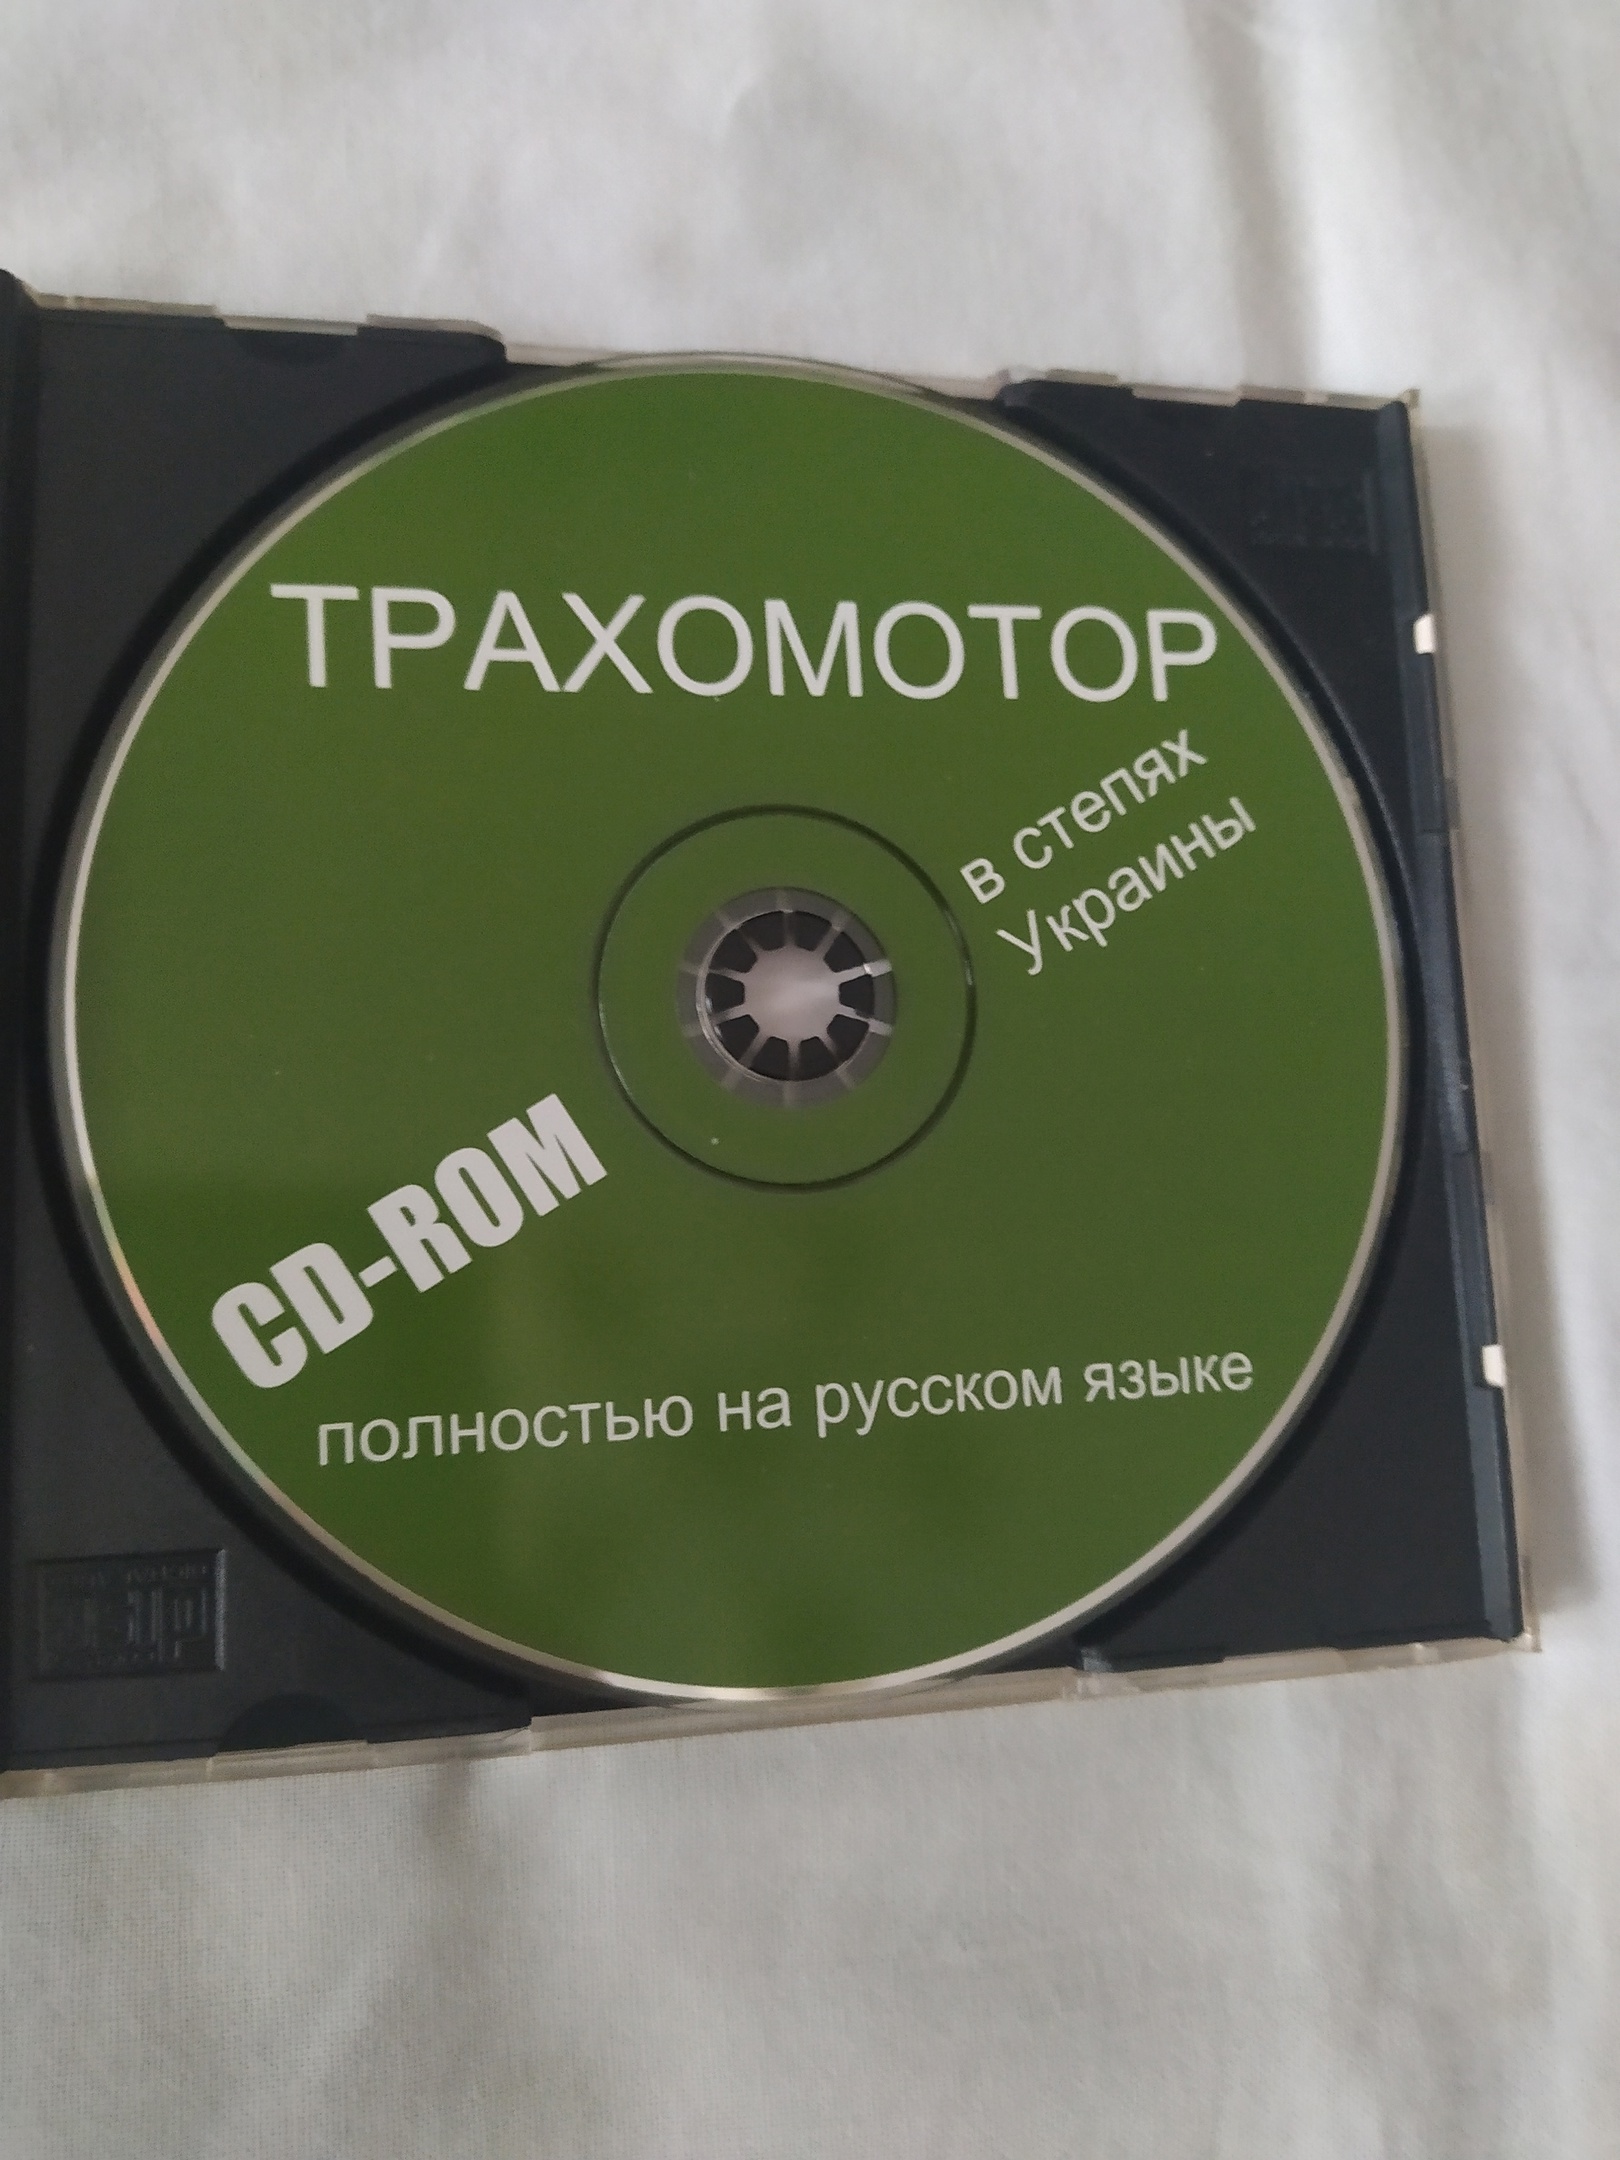 ТРАХОМОТОР
в степях
Украины
CD-ROM
полностью на русском языке